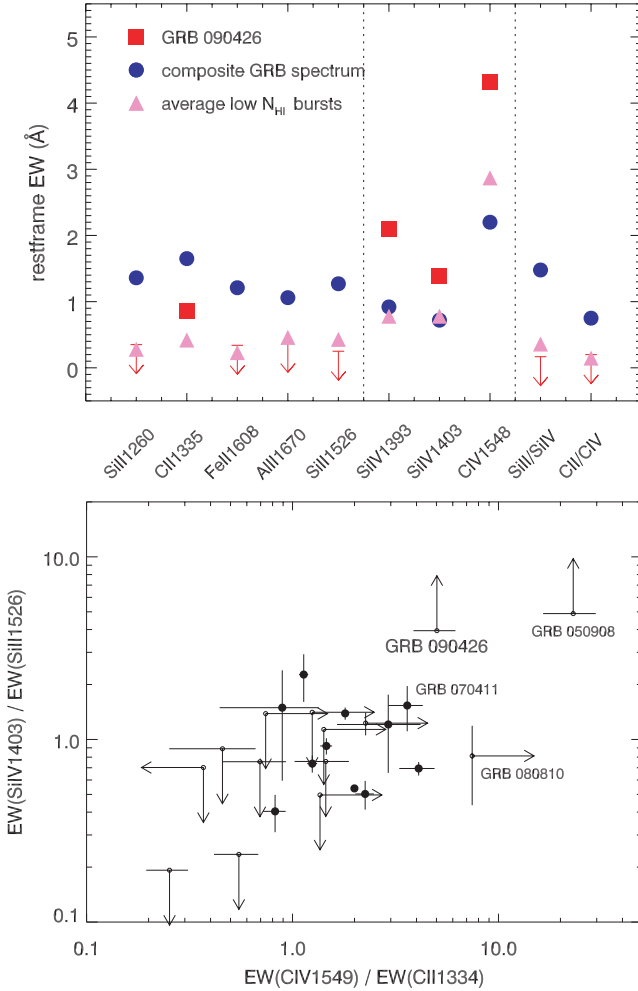 5
4
3
2
1
0
restframe EW (Å)
GRB 090426
composite GRB spectrum
average low N_HI bursts
SiII1260
CII1335
FeII1608
AlII1670
SiII1526
SiIV1393
SiIV1403
CIV1548
SiII/SiIV
CII/CIV
10.0
1.0
0.1
EW(SiIV1403) / EW(SiII1526)
GRB 090426
GRB 050908
GRB 070411
GRB 080810
0.1
1.0
10.0
EW(CIV1549) / EW(CII1334)